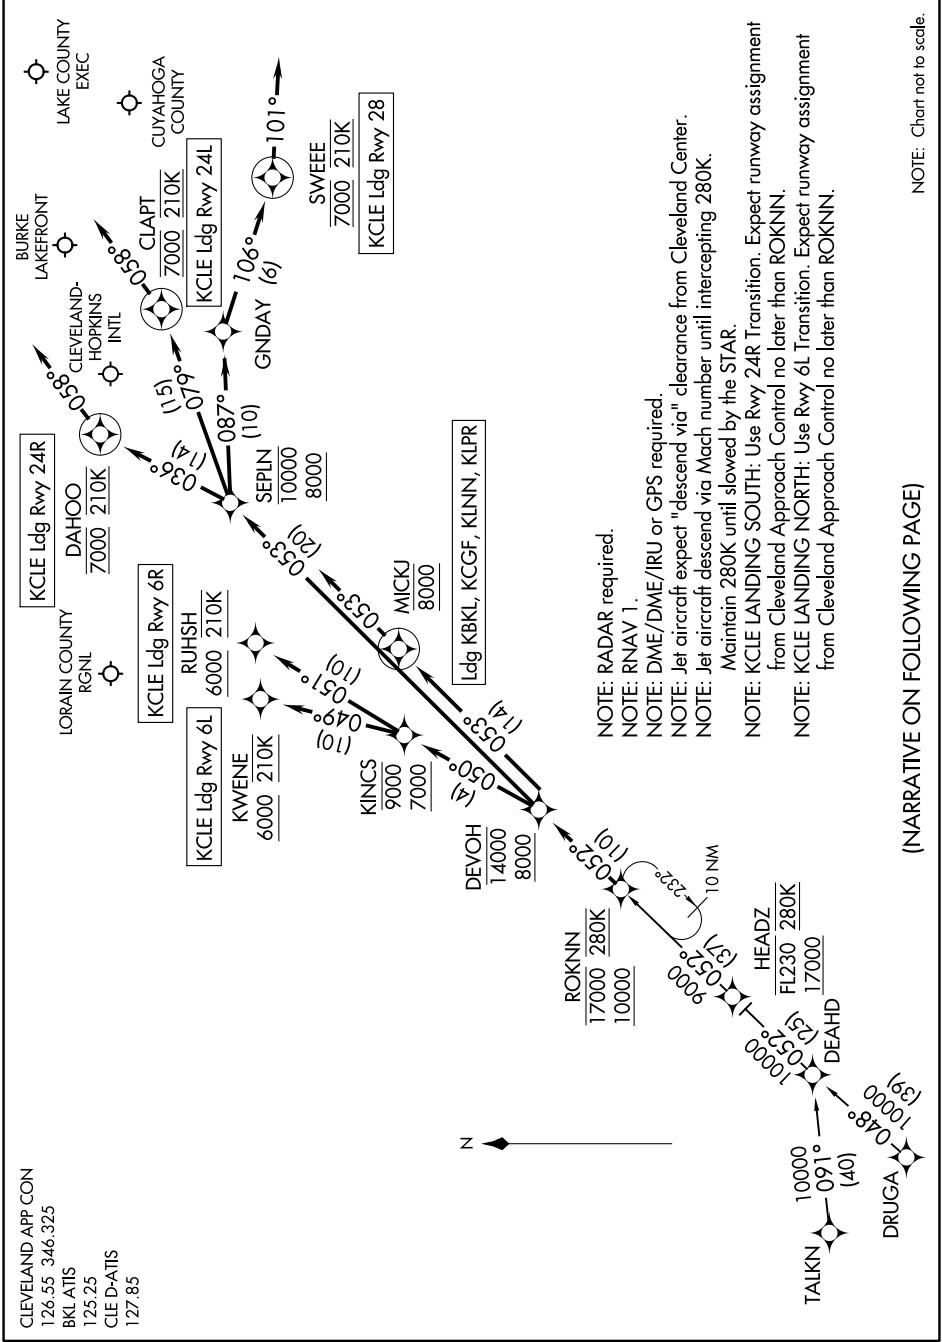 CLEVELAND APP CON
126.55 346.325
BKL ATIS
125.25
CLE D-ATIS
127.85
LAKE COUNTY
EXEC
CUYAHOGA
COUNTY
BURKE
LAKEFRONT
CLEVELAND-
HOPKINS
INTL
LORAIN COUNTY
RGNL
KCLE Ldg Rwy 24R
DAHOO
7000 210K
058°
KCLE Ldg Rwy 24L
CLAPT
7000 210K
058°
036°
(14)
079°
(15)
087°
(10)
GNDAY
106°
(6)
101°
SWEEE
7000 210K
KCLE Ldg Rwy 28
SEPLN
10000
8000
KCLE Ldg Rwy 6R
RUHSH
6000 210K
KCLE Ldg Rwy 6L
KWENE
6000 210K
049°
(10)
051°
(10)
KINCS
9000
7000
050°
(4)
053°
(20)
053°
MICKJ
8000
Ldg KBKL, KCGF, KLNN, KLPR
053°
(14)
DEVOH
14000
8000
052°
(10)
ROKNN
17000 280K
10000
232°
10 NM
9000
052°
(37)
HEADZ
FL230 280K
17000
10000
052°
(25)
DEAHD
10000
091°
(40)
TALKN
10000
048°
(39)
DRUGA
N
NOTE: RADAR required.
NOTE: RNAV 1.
NOTE: DME/DME/IRU or GPS required.
NOTE: Jet aircraft expect "descend via" clearance from Cleveland Center.
NOTE: Jet aircraft descend via Mach number until intercepting 280K.
Maintain 280K until slowed by the STAR.
NOTE: KCLE LANDING SOUTH: Use Rwy 24R Transition. Expect runway assignment
from Cleveland Approach Control no later than ROKNN.
NOTE: KCLE LANDING NORTH: Use Rwy 6L Transition. Expect runway assignment
from Cleveland Approach Control no later than ROKNN.
(NARRATIVE ON FOLLOWING PAGE)
NOTE: Chart not to scale.